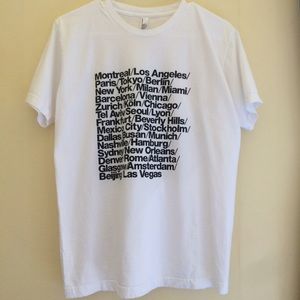 Montreal/Los Angeles/
Paris/Tokyo/Berlin/
New York/Milan/Miami/
Barcelona/Vienna/
Zurich/Köln/Chicago/
Tel Aviv/Seoul/Lyon/
Frankfurt/Beverly Hills/
Mexico City/Stockholm/
Dallas/Busan/Munich/
Nashville/Hamburg/
Sydney/New Orleans/
Denver/Rome/Atlanta/
Glasgow/Amsterdam/
Beijing/Las Vegas